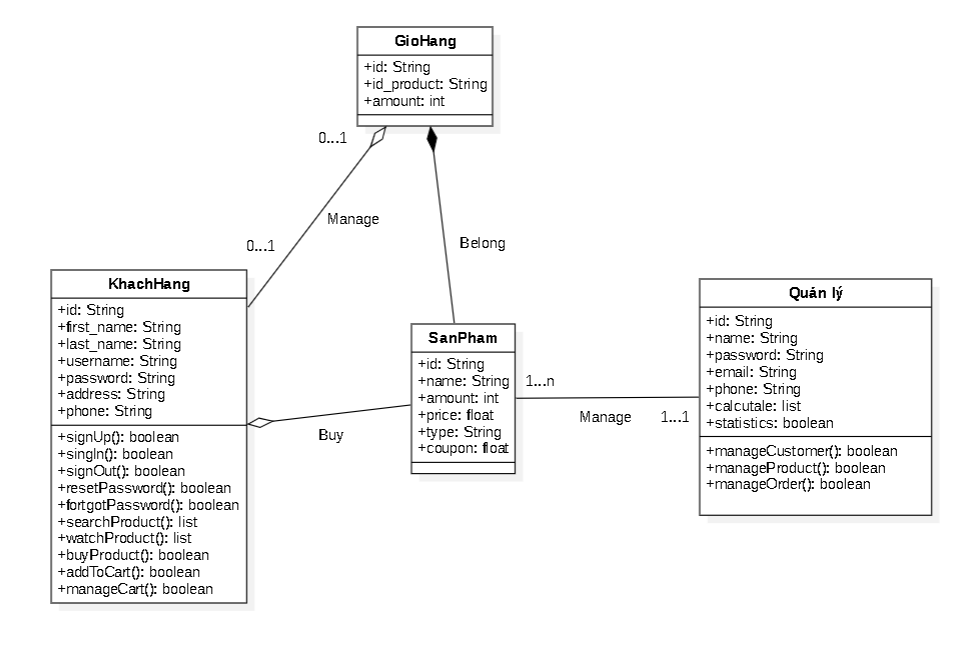 GioHang
+id: String
+id_product: String
+amount: int
0...1
Manage
0...1
Belong
KhachHang
+id: String
+first_name: String
+last_name: String
+username: String
+password: String
+address: String
+phone: String
+signUp(): boolean
+singIn(): boolean
+signOut(): boolean
+resetPassword(): boolean
+fortgotPassword(): boolean
+searchProduct(): list
+watchProduct(): list
+buyProduct(): boolean
+addToCart(): boolean
+manageCart(): boolean
Buy
SanPham
+id: String
+name: String
+amount: int
+price: float
+type: String
+coupon: float
1...n
Manage
1...1
Quản lý
+id: String
+name: String
+password: String
+email: String
+phone: String
+calcutale: list
+statistics: boolean
+manageCustomer(): boolean
+manageProduct(): boolean
+manageOrder(): boolean